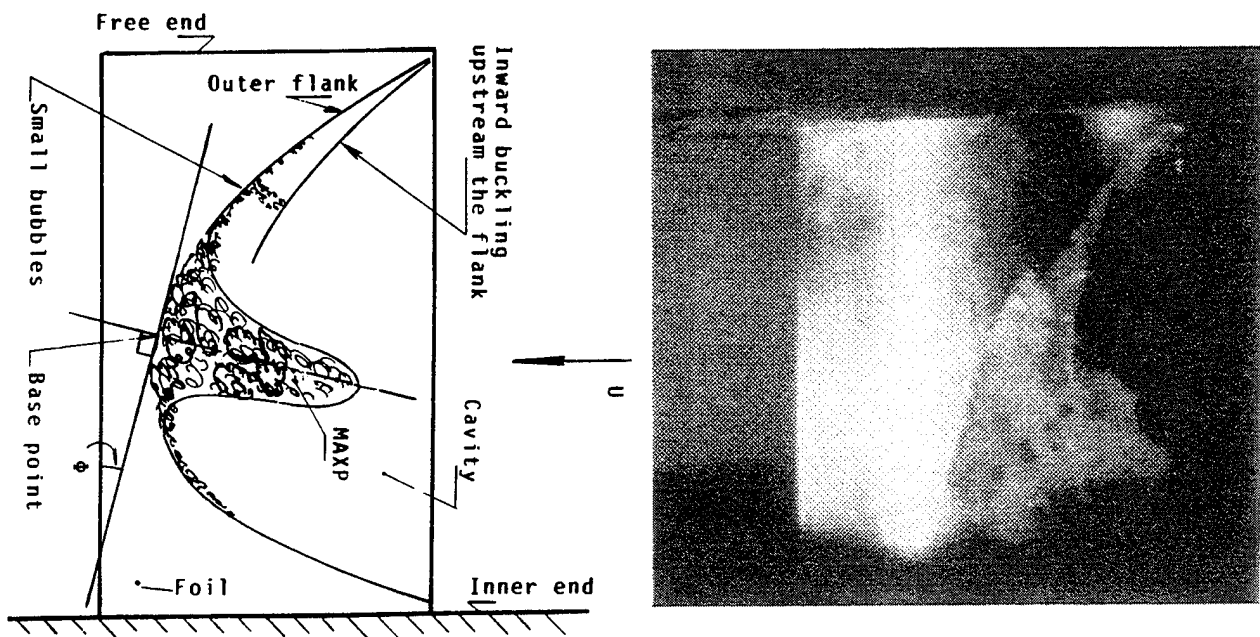 Free end
Outer flank
Inward buckling
upstream the flank
Small bubbles
U
MAXP
Cavity
Base point
Φ
Foil
Inner end